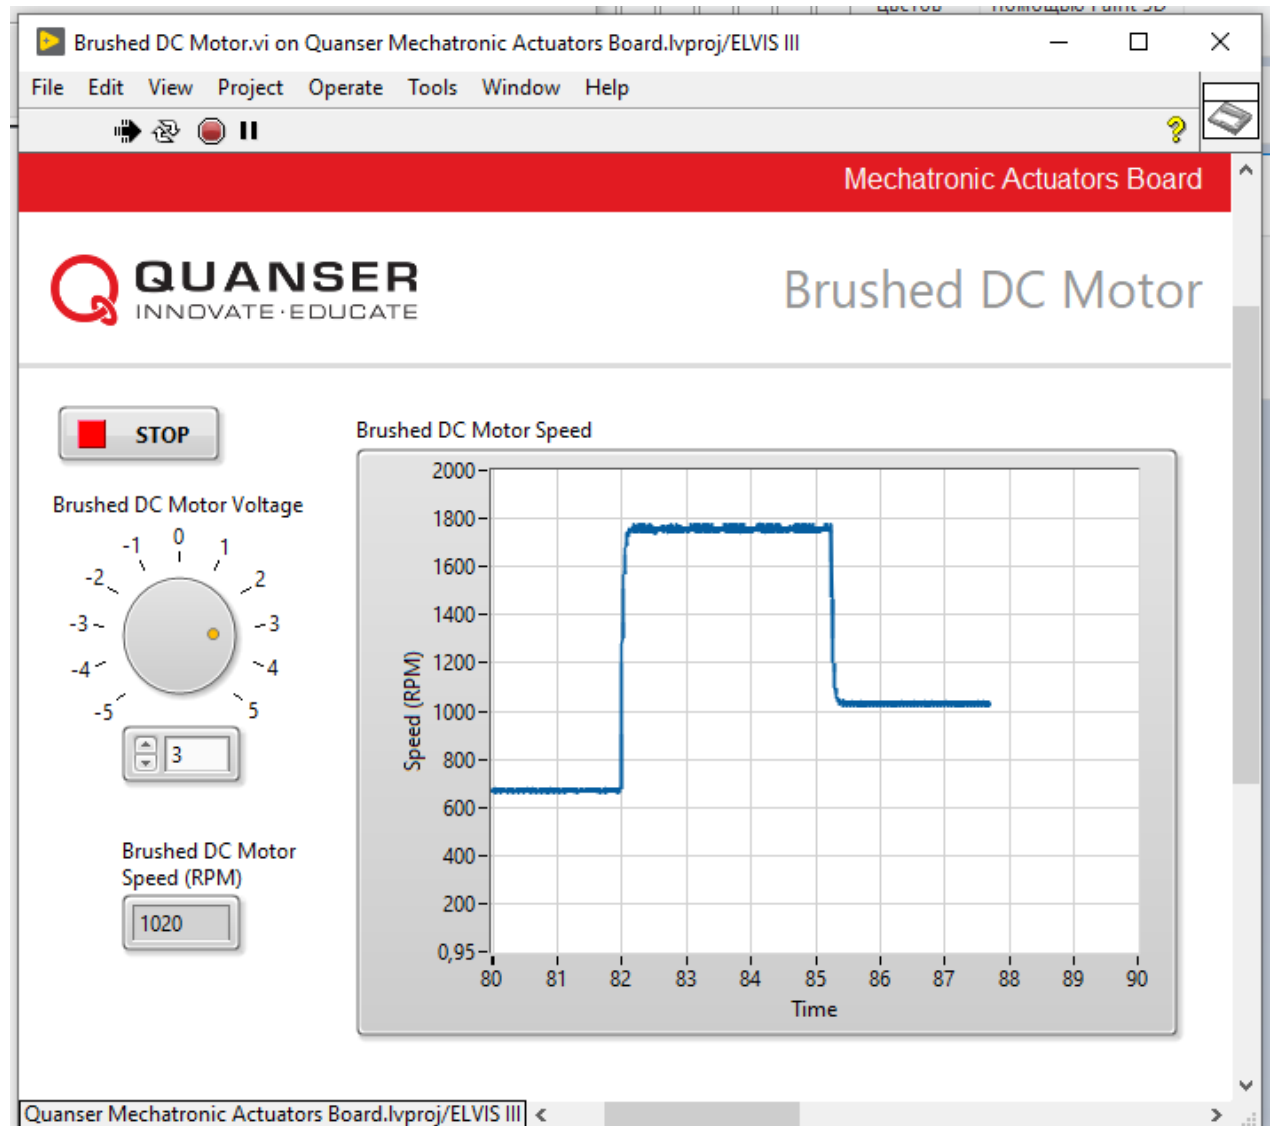 цветов помощью Paint 3D
Brushed DC Motor.vi on Quanser Mechatronic Actuators Board.lvproj/ELVIS III
File Edit View Project Operate Tools Window Help
Mechatronic Actuators Board
QUANSER
INNOVATE·EDUCATE
Brushed DC Motor
STOP
Brushed DC Motor Speed
Brushed DC Motor Voltage
-5
-4
-3
-2
-1
0
1
2
3
4
5
3
Brushed DC Motor
Speed (RPM)
1020
Speed (RPM)
2000
1800
1600
1400
1200
1000
800
600
400
200
0,95
80 81 82 83 84 85 86 87 88 89 90
Time
Quanser Mechatronic Actuators Board.lvproj/ELVIS III